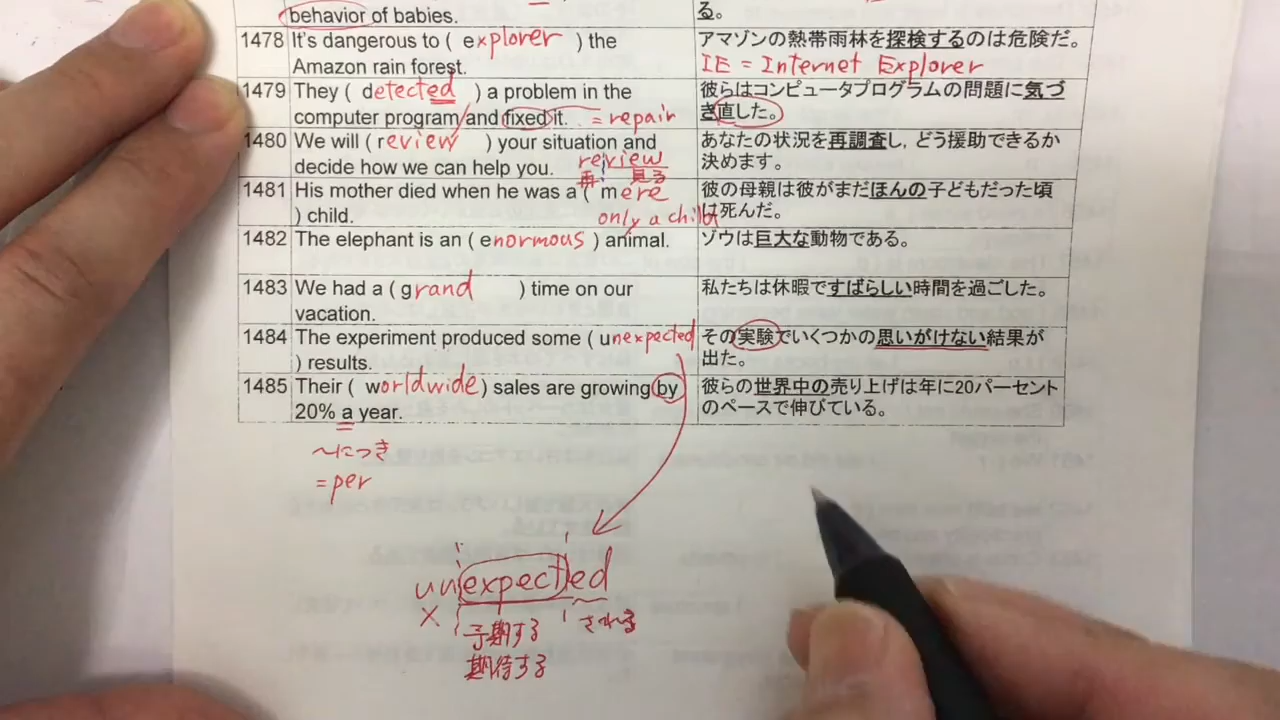 behavior of babies.
る。
1478 It's dangerous to ( explorer ) the
Amazon rain forest.
アマゾンの熱帯雨林を探検するのは危険だ。
IE = Internet Explorer
1479 They ( detected ) a problem in the
computer program and fixed it. = repair
彼らはコンピュータプログラムの問題に気づ
き直した。
1480 We will ( review ) your situation and
decide how we can help you. review
再 見る
あなたの状況を再調査し，どう援助できるか
決めます。
1481 His mother died when he was a ( mere
) child.
only a child
彼の母親は彼がまだほんの子どもだった頃
に死んだ。
1482 The elephant is an ( enormous ) animal.
ゾウは巨大な動物である。
1483 We had a ( grand ) time on our
vacation.
私たちは休暇ですばらしい時間を過ごした。
1484 The experiment produced some ( unexpected
) results.
その実験でいくつかの思いがけない結果が
出た。
1485 Their ( worldwide ) sales are growing by
20% a year.
彼らの世界中の売り上げは年に20パーセント
のペースで伸びている。
～につき
= per
unexpected
× 予期する される
期待する